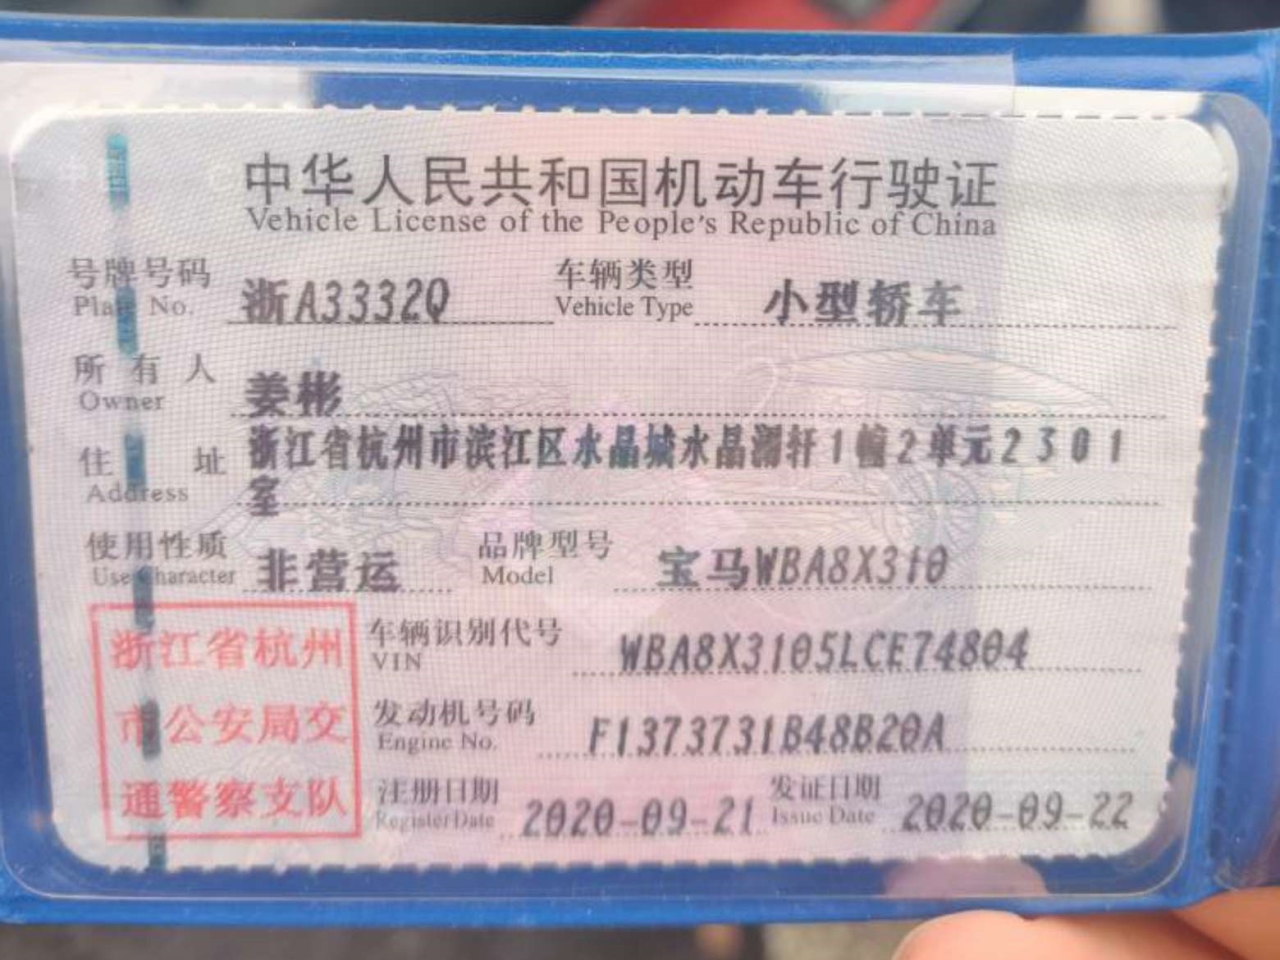 中华人民共和国机动车行驶证
Vehicle License of the People's Republic of China
号牌号码 浙A3332Q 车辆类型 小型轿车
Plate No. Vehicle Type
所有人 姜彬
Owner
住址 浙江省杭州市滨江区水晶城水晶澜轩1幢2单元2301
Address 室
使用性质 非营运 品牌型号 宝马WBA8X310
Use Character Model
浙江省杭州
市公安局交
通警察支队
车辆识别代号 WBA8X3105LCE74804
VIN
发动机号码 F1373731B48B20A
Engine No.
注册日期 2020-09-21 发证日期 2020-09-22
Register Date Issue Date